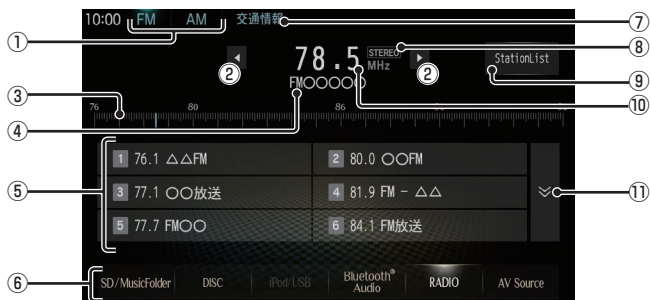 10:00 FM AM 交通情報 ⑦
① ⑧
78.5 STEREO MHz
② ② StationList ⑨
FM○○○○○ ⑩
③ 76 80 86
④
1 76.1 △△FM 2 80.0 ○○FM
⑤ 3 77.1 ○○放送 4 81.9 FM - △△ ⑪
5 77.7 FM○○ 6 84.1 FM放送
⑥ SD/MusicFolder DISC iPod/USB Bluetooth® Audio RADIO AV Source